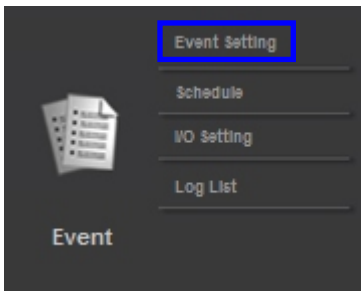 Event Setting
Schedule
I/O Setting
Log List
Event